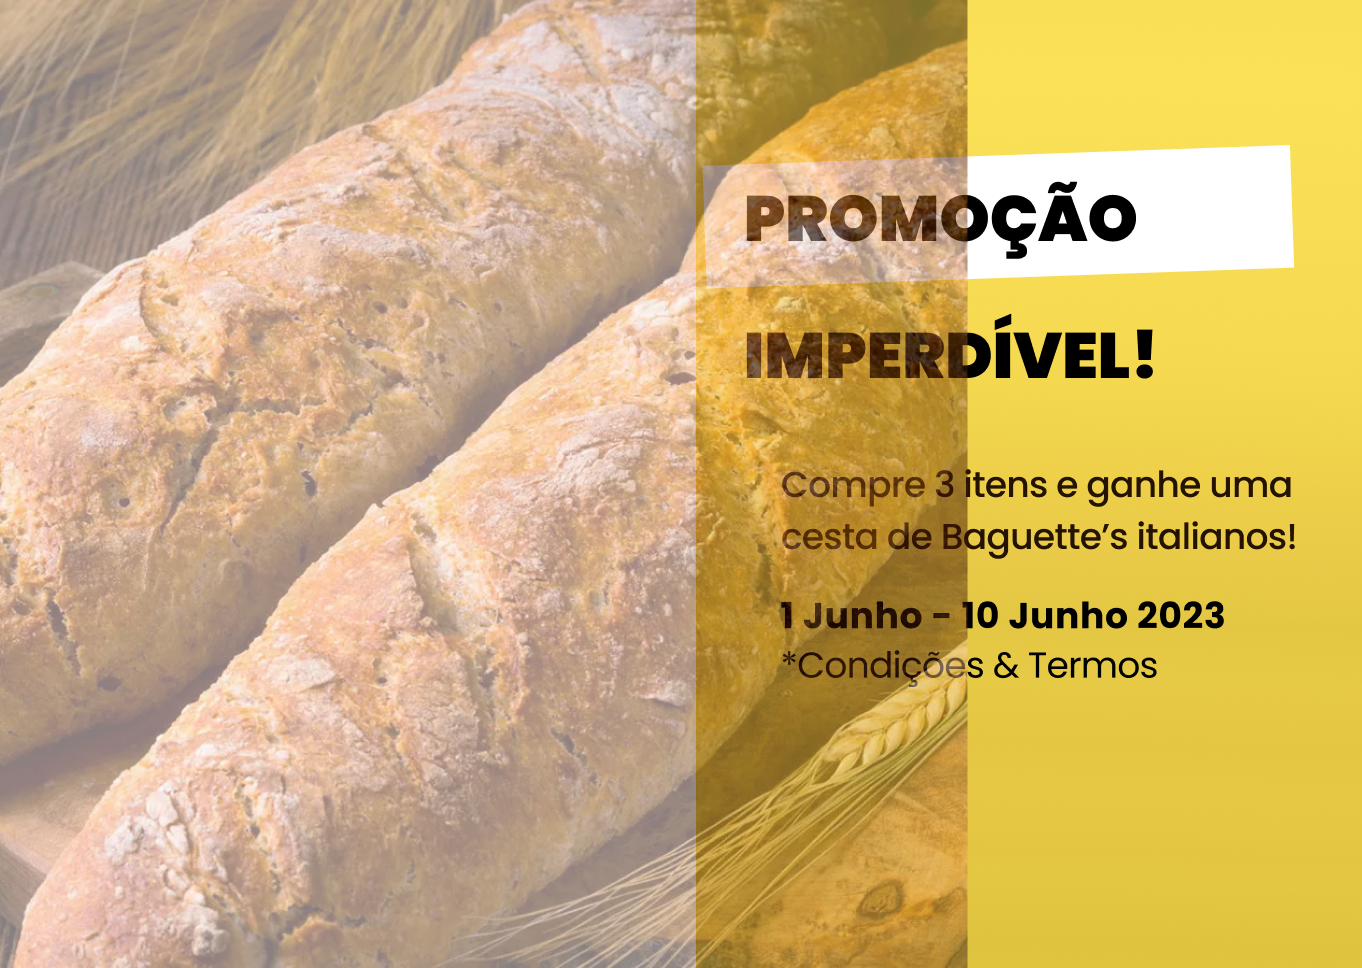 PROMOÇÃO
IMPERDÍVEL!
Compre 3 itens e ganhe uma
cesta de Baguette’s italianos!
1 Junho - 10 Junho 2023
*Condições & Termos